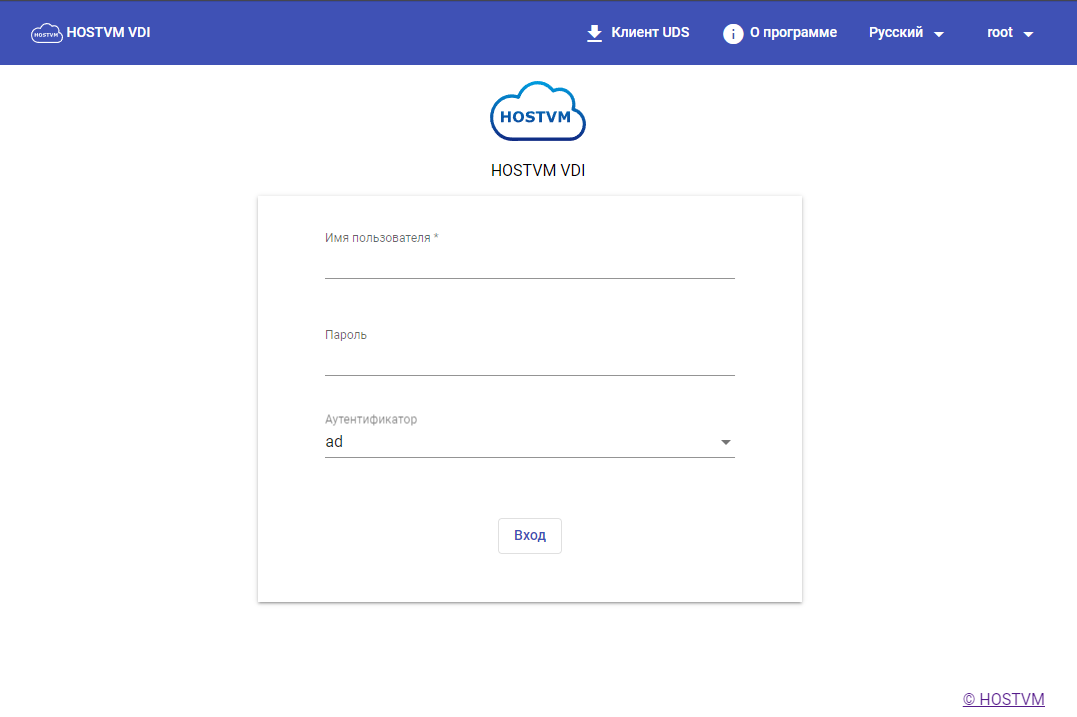 HOSTVM HOSTVM VDI Клиент UDS О программе Русский root
HOSTVM
HOSTVM VDI
Имя пользователя *
Пароль
Аутентификатор
ad
Вход
© HOSTVM